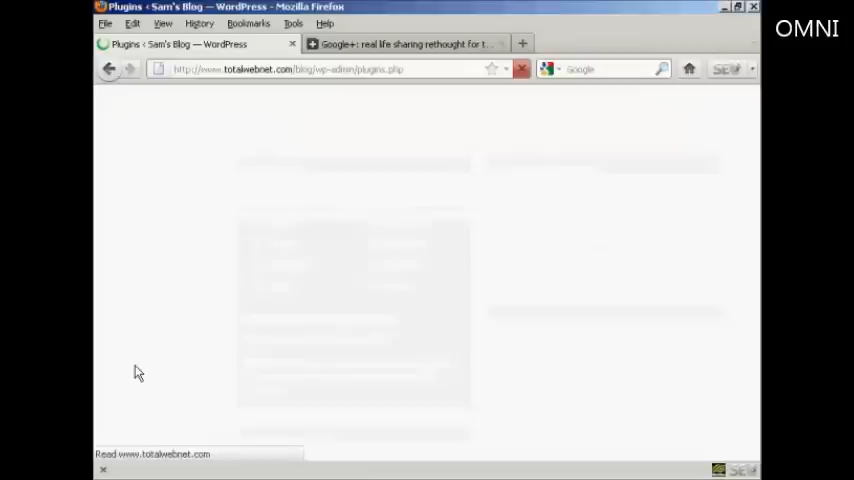 Plugins ‹ Sam's Blog — WordPress - Mozilla Firefox
OMNI
File Edit View History Bookmarks Tools Help
Plugins ‹ Sam's Blog — WordPress
Google+: real life sharing rethought for t...
http://www.totalwebnet.com/blog/wp-admin/plugins.php
Google
Read www.totalwebnet.com